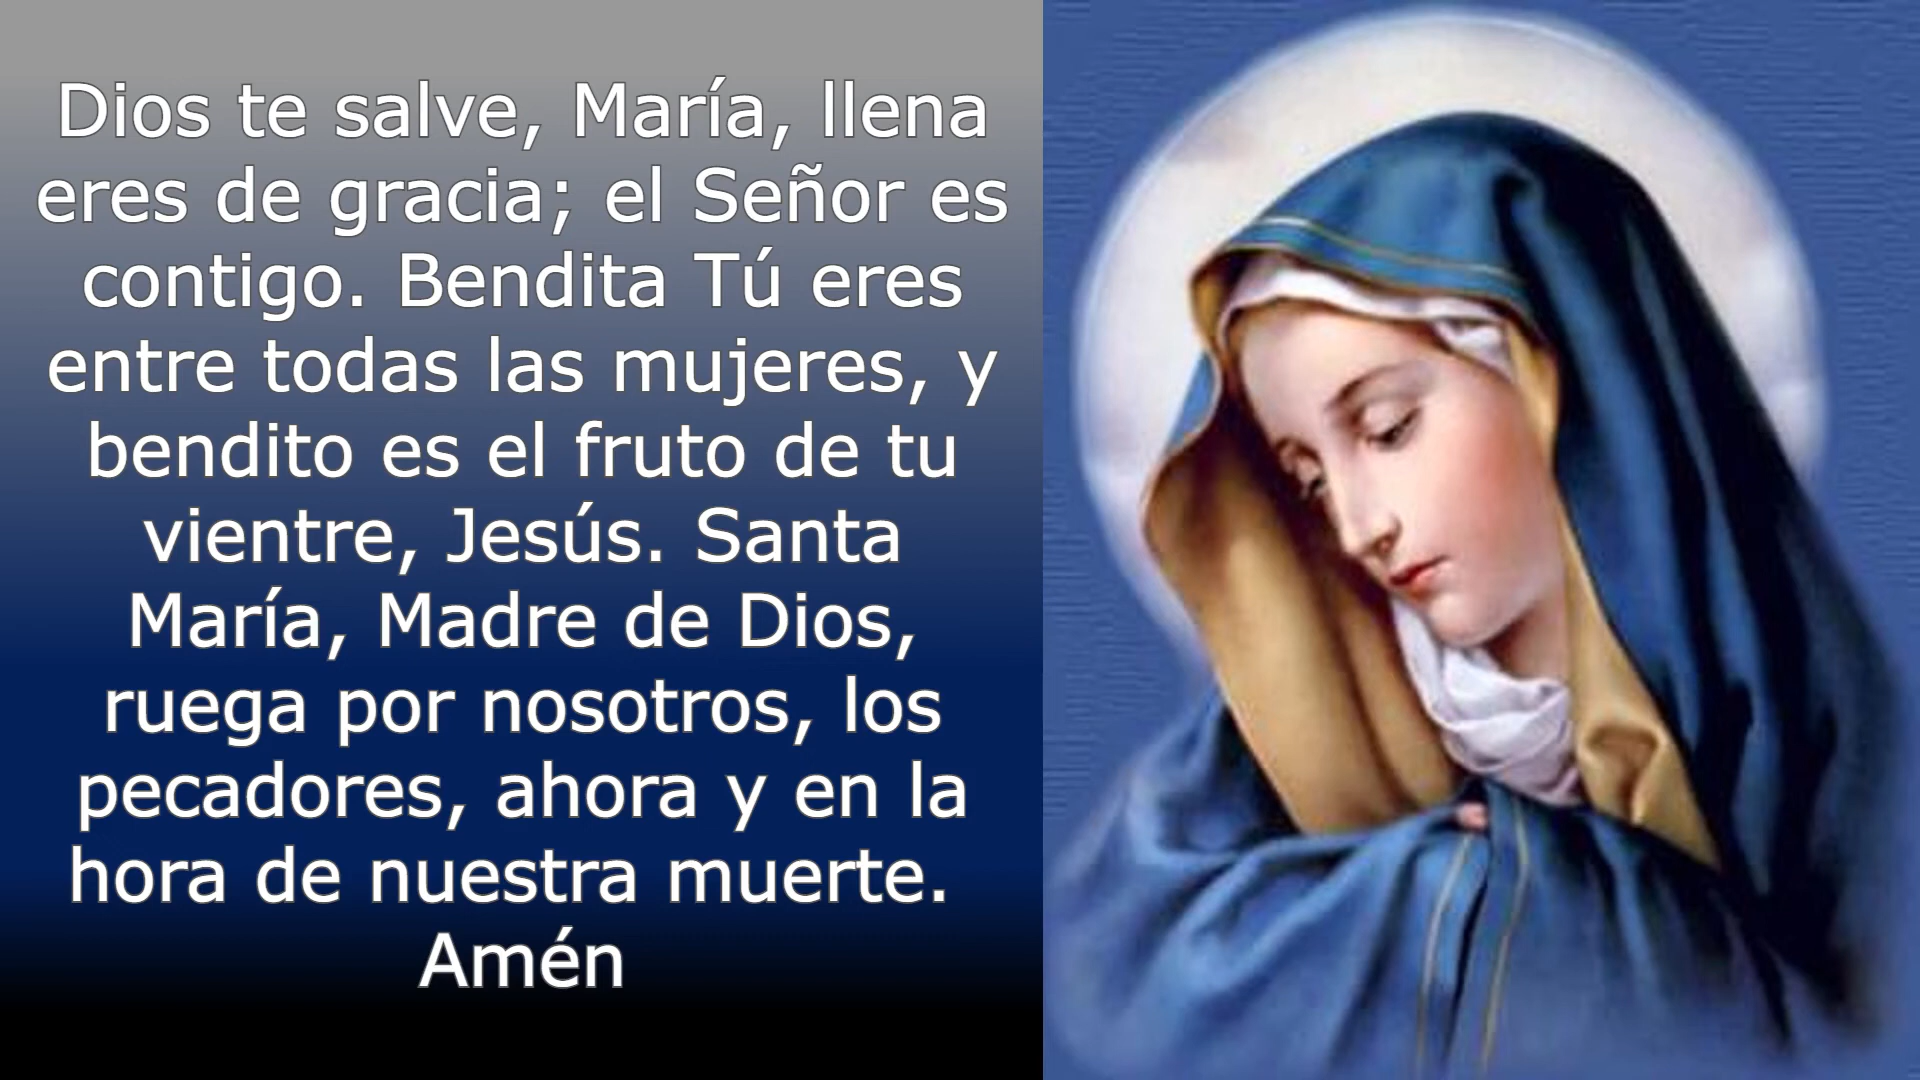 Dios te salve, María, llena
eres de gracia; el Señor es
contigo. Bendita Tú eres
entre todas las mujeres, y
bendito es el fruto de tu
vientre, Jesús. Santa
María, Madre de Dios,
ruega por nosotros, los
pecadores, ahora y en la
hora de nuestra muerte.
Amén